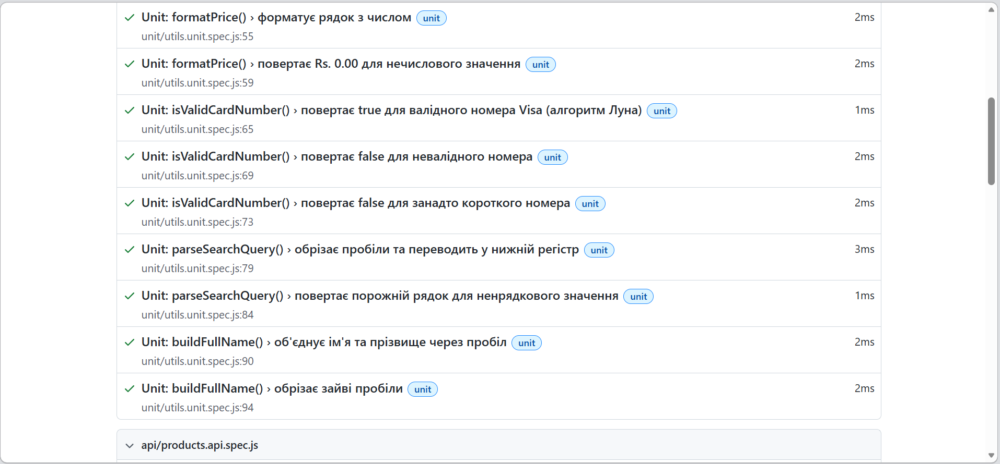 Unit: formatPrice() › форматує рядок з числом unit 2ms
unit/utils.unit.spec.js:55
Unit: formatPrice() › повертає Rs. 0.00 для нечислового значення unit 2ms
unit/utils.unit.spec.js:59
Unit: isValidCardNumber() › повертає true для валідного номера Visa (алгоритм Луна) unit 1ms
unit/utils.unit.spec.js:65
Unit: isValidCardNumber() › повертає false для невалідного номера unit 2ms
unit/utils.unit.spec.js:69
Unit: isValidCardNumber() › повертає false для занадто короткого номера unit 2ms
unit/utils.unit.spec.js:73
Unit: parseSearchQuery() › обрізає пробіли та переводить у нижній регістр unit 3ms
unit/utils.unit.spec.js:79
Unit: parseSearchQuery() › повертає порожній рядок для ненрядкового значення unit 1ms
unit/utils.unit.spec.js:84
Unit: buildFullName() › об'єднує ім'я та прізвище через пробіл unit 2ms
unit/utils.unit.spec.js:90
Unit: buildFullName() › обрізає зайві пробіли unit 2ms
unit/utils.unit.spec.js:94
api/products.api.spec.js